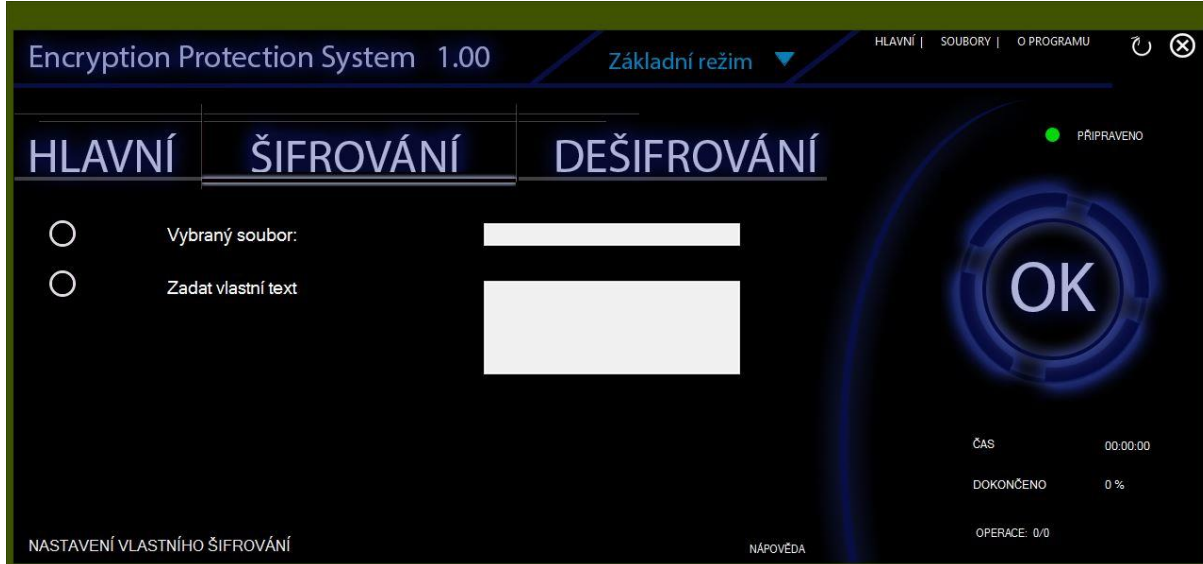 Encryption Protection System 1.00
Základní režim
HLAVNÍ | SOUBORY | O PROGRAMU
HLAVNÍ ŠIFROVÁNÍ DEŠIFROVÁNÍ
PŘIPRAVENO
Vybraný soubor:
Zadat vlastní text
OK
ČAS 00:00:00
DOKONČENO 0 %
OPERACE: 0/0
NASTAVENÍ VLASTNÍHO ŠIFROVÁNÍ
NÁPOVĚDA